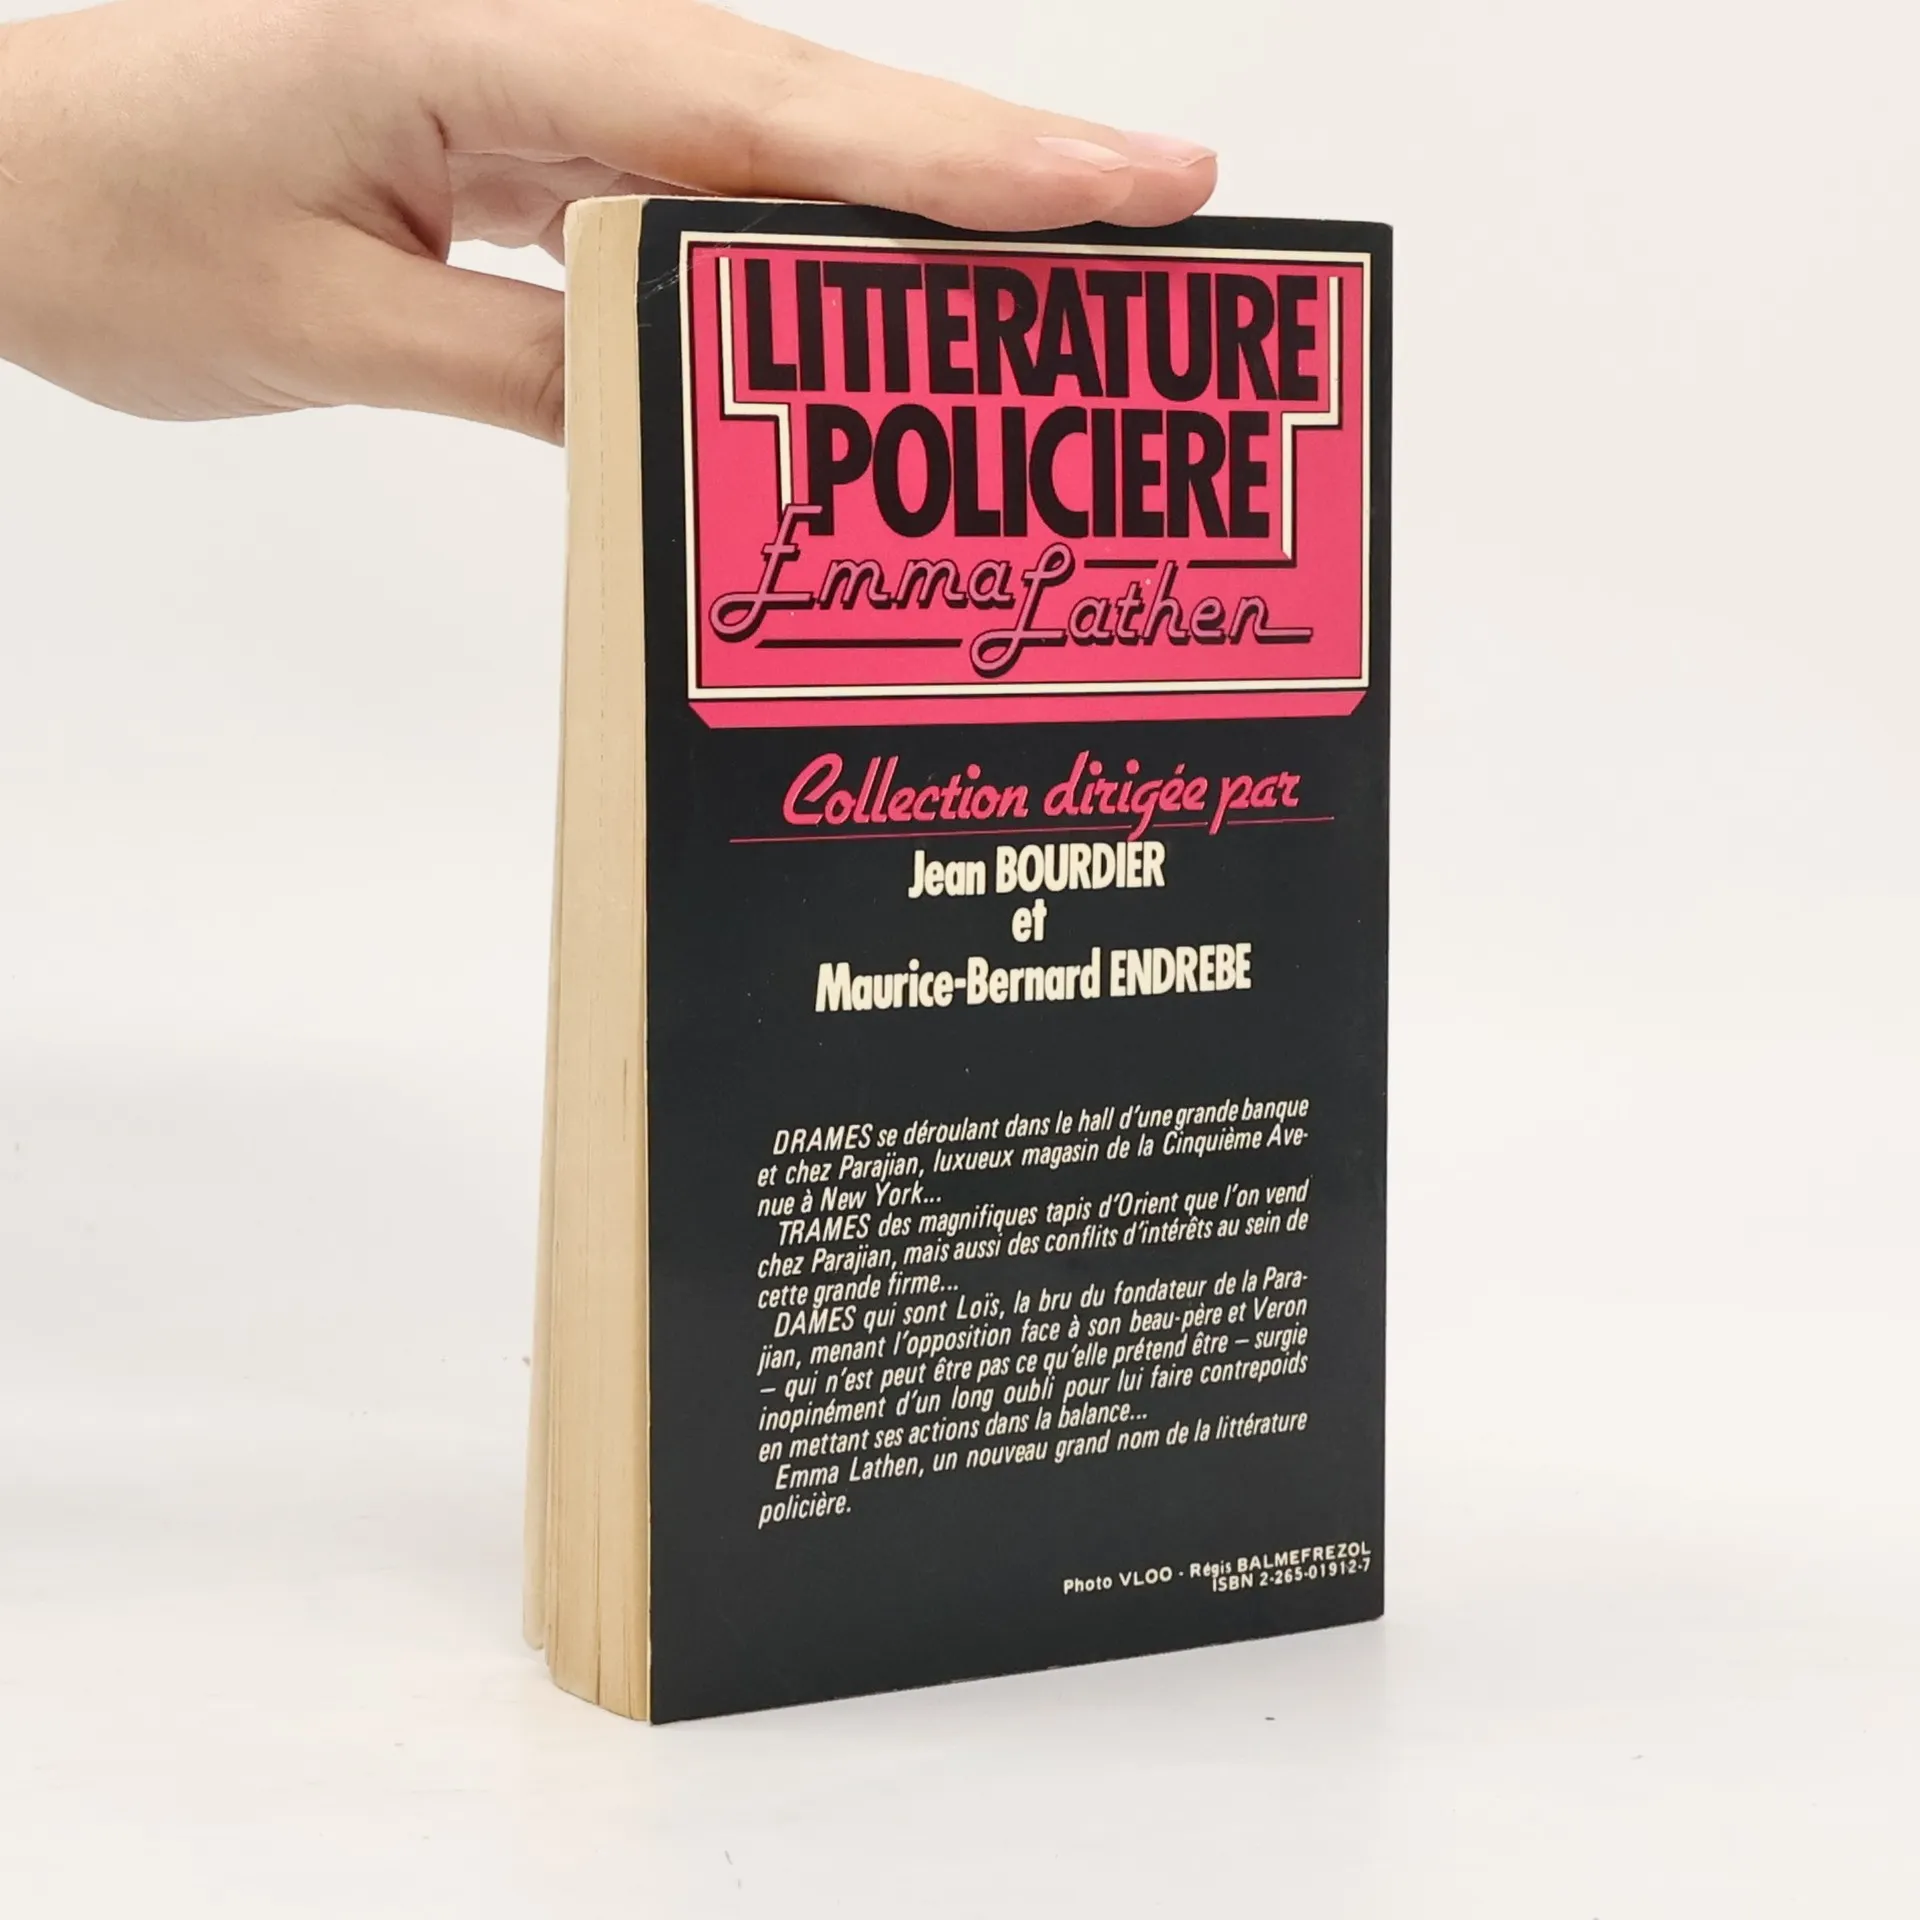 LITTERATURE
POLICIERE
Emma Lathen
Collection dirigée par
Jean BOURDIER
et
Maurice-Bernard ENDREBE
DRAMES se déroulant dans le hall d'une grande banque
et chez Parajian, luxueux magasin de la Cinquième Ave-
nue à New York...
TRAMES des magnifiques tapis d'Orient que l'on vend
chez Parajian, mais aussi des conflits d'intérêts au sein de
cette grande firme...
DAMES qui sont Loïs, la bru du fondateur de la Para-
jian, menant l'opposition face à son beau-père et Veron
– qui n'est peut être pas ce qu'elle prétend être – surgie
inopinément d'un long oubli pour lui faire contrepoids
en mettant ses actions dans la balance...
Emma Lathen, un nouveau grand nom de la littérature
policière.
Photo VLOO - Régis BALMEFREZOL
ISBN 2-265-01912-7